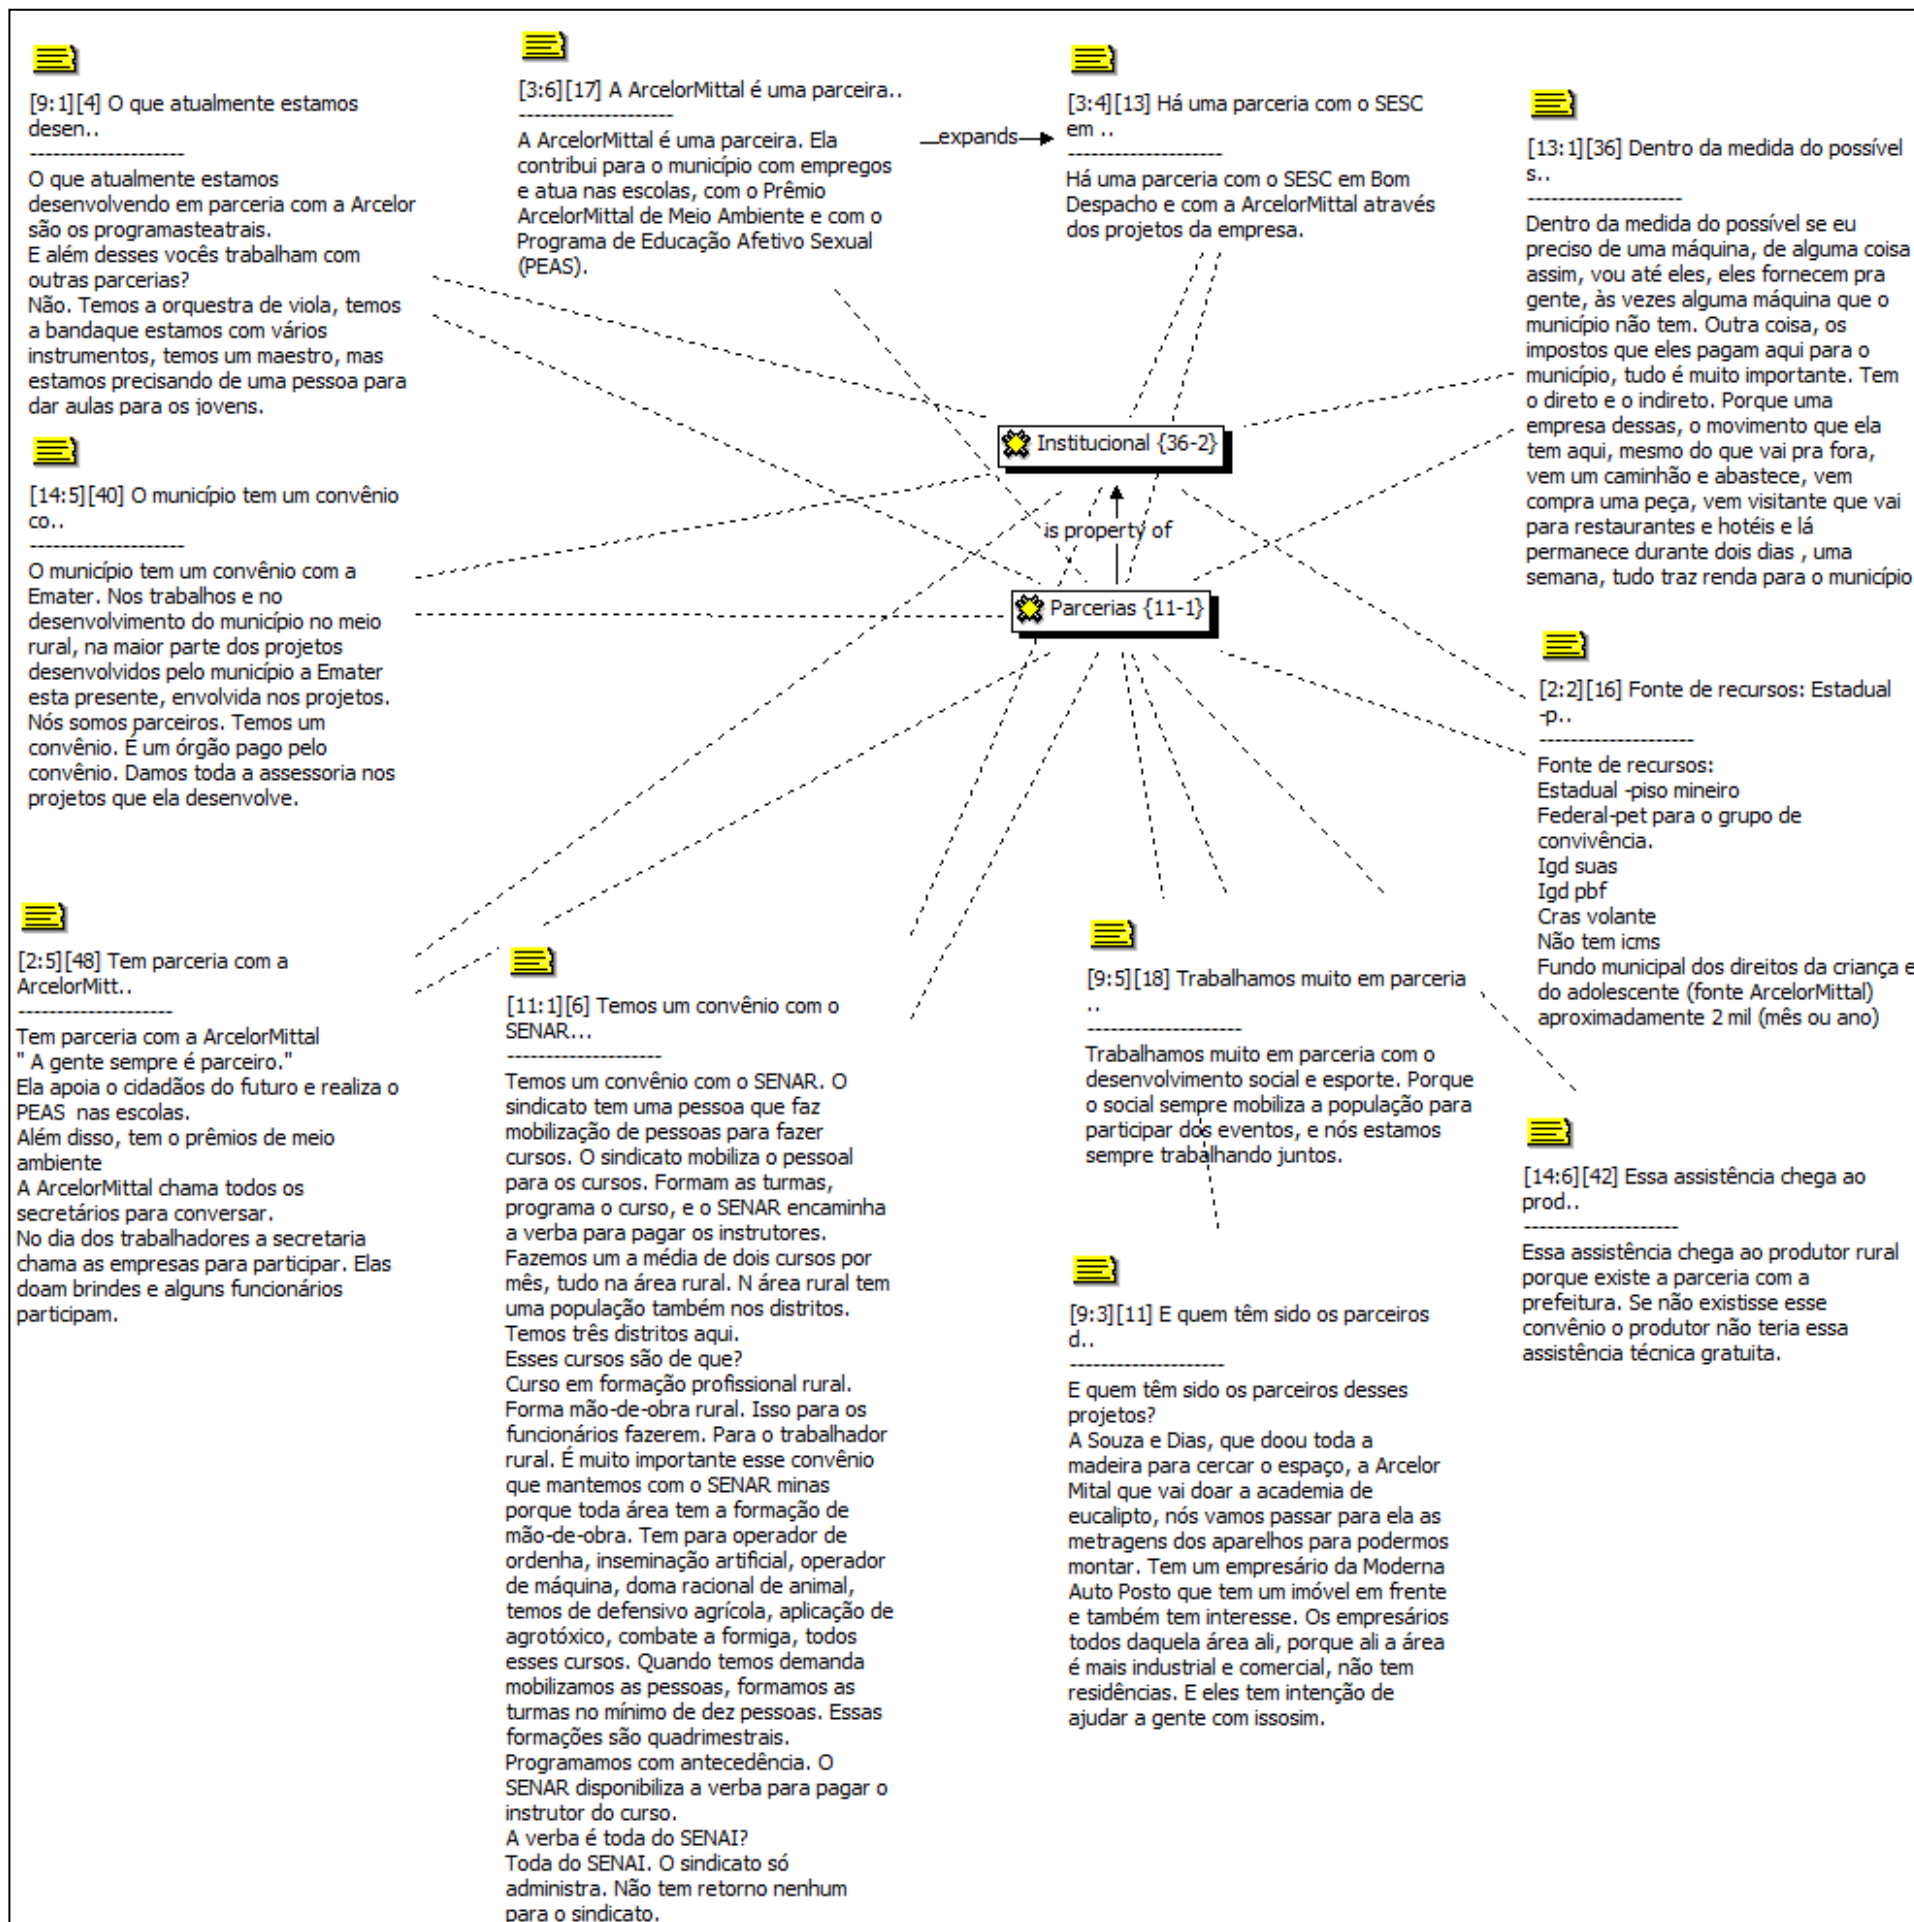 [9:1][4] O que atualmente estamos
desen..
--------------------
O que atualmente estamos
desenvolvendo em parceria com a Arcelor
são os programasteatrais.
E além desses vocês trabalham com
outras parcerias?
Não. Temos a orquestra de viola, temos
a bandaque estamos com vários
instrumentos, temos um maestro, mas
estamos precisando de uma pessoa para
dar aulas para os jovens.
[3:6][17] A ArcelorMittal é uma parceira..
--------------------
A ArcelorMittal é uma parceira. Ela
contribui para o município com empregos
e atua nas escolas, com o Prêmio
ArcelorMittal de Meio Ambiente e com o
Programa de Educação Afetivo Sexual
(PEAS).
expands
[3:4][13] Há uma parceria com o SESC
em ..
--------------------
Há uma parceria com o SESC em Bom
Despacho e com a ArcelorMittal através
dos projetos da empresa.
[13:1][36] Dentro da medida do possível
s..
--------------------
Dentro da medida do possível se eu
preciso de uma máquina, de alguma coisa
assim, vou até eles, eles fornecem pra
gente, às vezes alguma máquina que o
município não tem. Outra coisa, os
impostos que eles pagam aqui para o
município, tudo é muito importante. Tem
o direto e o indireto. Porque uma
empresa dessas, o movimento que ela
tem aqui, mesmo do que vai pra fora,
vem um caminhão e abastece, vem
compra uma peça, vem visitante que vai
para restaurantes e hotéis e lá
permanece durante dois dias , uma
semana, tudo traz renda para o município
Institucional {36-2}
is property of
Parcerias {11-1}
[14:5][40] O município tem um convênio
co..
--------------------
O município tem um convênio com a
Emater. Nos trabalhos e no
desenvolvimento do município no meio
rural, na maior parte dos projetos
desenvolvidos pelo município a Emater
esta presente, envolvida nos projetos.
Nós somos parceiros. Temos um
convênio. É um órgão pago pelo
convênio. Damos toda a assessoria nos
projetos que ela desenvolve.
[2:2][16] Fonte de recursos: Estadual
-p..
--------------------
Fonte de recursos:
Estadual -piso mineiro
Federal-pet para o grupo de
convivência.
Igd suas
Igd pbf
Cras volante
Não tem icms
Fundo municipal dos direitos da criança e
do adolescente (fonte ArcelorMittal)
aproximadamente 2 mil (mês ou ano)
[2:5][48] Tem parceria com a
ArcelorMitt..
--------------------
Tem parceria com a ArcelorMittal
" A gente sempre é parceiro."
Ela apoia o cidadãos do futuro e realiza o
PEAS  nas escolas.
Além disso, tem o prêmios de meio
ambiente
A ArcelorMittal chama todos os
secretários para conversar.
No dia dos trabalhadores a secretaria
chama as empresas para participar. Elas
doam brindes e alguns funcionários
participam.
[11:1][6] Temos um convênio com o
SENAR...
--------------------
Temos um convênio com o SENAR. O
sindicato tem uma pessoa que faz
mobilização de pessoas para fazer
cursos. O sindicato mobiliza o pessoal
para os cursos. Formam as turmas,
programa o curso, e o SENAR encaminha
a verba para pagar os instrutores.
Fazemos um a média de dois cursos por
mês, tudo na área rural. N área rural tem
uma população também nos distritos.
Temos três distritos aqui.
Esses cursos são de que?
Curso em formação profissional rural.
Forma mão-de-obra rural. Isso para os
funcionários fazerem. Para o trabalhador
rural. É muito importante esse convênio
que mantemos com o SENAR minas
porque toda área tem a formação de
mão-de-obra. Tem para operador de
ordenha, inseminação artificial, operador
de máquina, doma racional de animal,
temos de defensivo agrícola, aplicação de
agrotóxico, combate a formiga, todos
esses cursos. Quando temos demanda
mobilizamos as pessoas, formamos as
turmas no mínimo de dez pessoas. Essas
formações são quadrimestrais.
Programamos com antecedência. O
SENAR disponibiliza a verba para pagar o
instrutor do curso.
A verba é toda do SENAI?
Toda do SENAI. O sindicato só
administra. Não tem retorno nenhum
para o sindicato.
[9:5][18] Trabalhamos muito em parceria
..
--------------------
Trabalhamos muito em parceria com o
desenvolvimento social e esporte. Porque
o social sempre mobiliza a população para
participar dos eventos, e nós estamos
sempre trabalhando juntos.
[14:6][42] Essa assistência chega ao
prod..
--------------------
Essa assistência chega ao produtor rural
porque existe a parceria com a
prefeitura. Se não existisse esse
convênio o produtor não teria essa
assistência técnica gratuita.
[9:3][11] E quem têm sido os parceiros
d..
--------------------
E quem têm sido os parceiros desses
projetos?
A Souza e Dias, que doou toda a
madeira para cercar o espaço, a Arcelor
Mital que vai doar a academia de
eucalipto, nós vamos passar para ela as
metragens dos aparelhos para podermos
montar. Tem um empresário da Moderna
Auto Posto que tem um imóvel em frente
e também tem interesse. Os empresários
todos daquela área ali, porque ali a área
é mais industrial e comercial, não tem
residências. E eles tem intenção de
ajudar a gente com issosim.